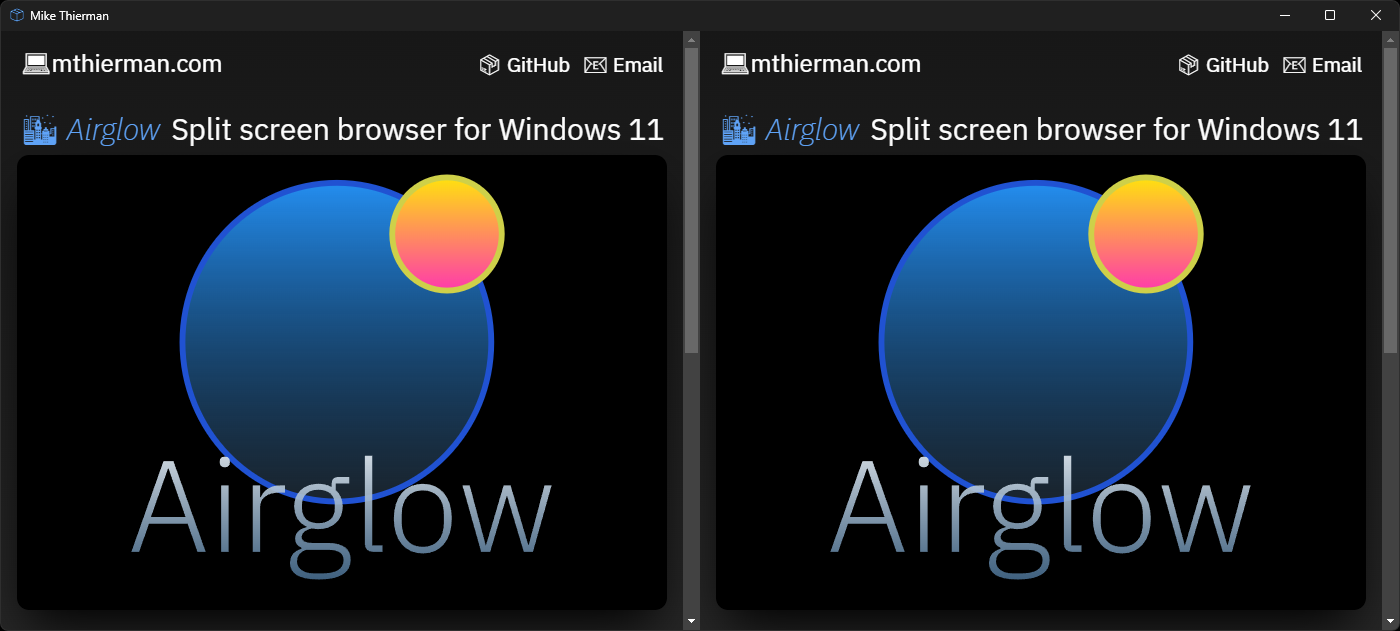 Mike Thierman
mthierman.com GitHub Email
Airglow Split screen browser for Windows 11
Airglow
mthierman.com GitHub Email
Airglow Split screen browser for Windows 11
Airglow